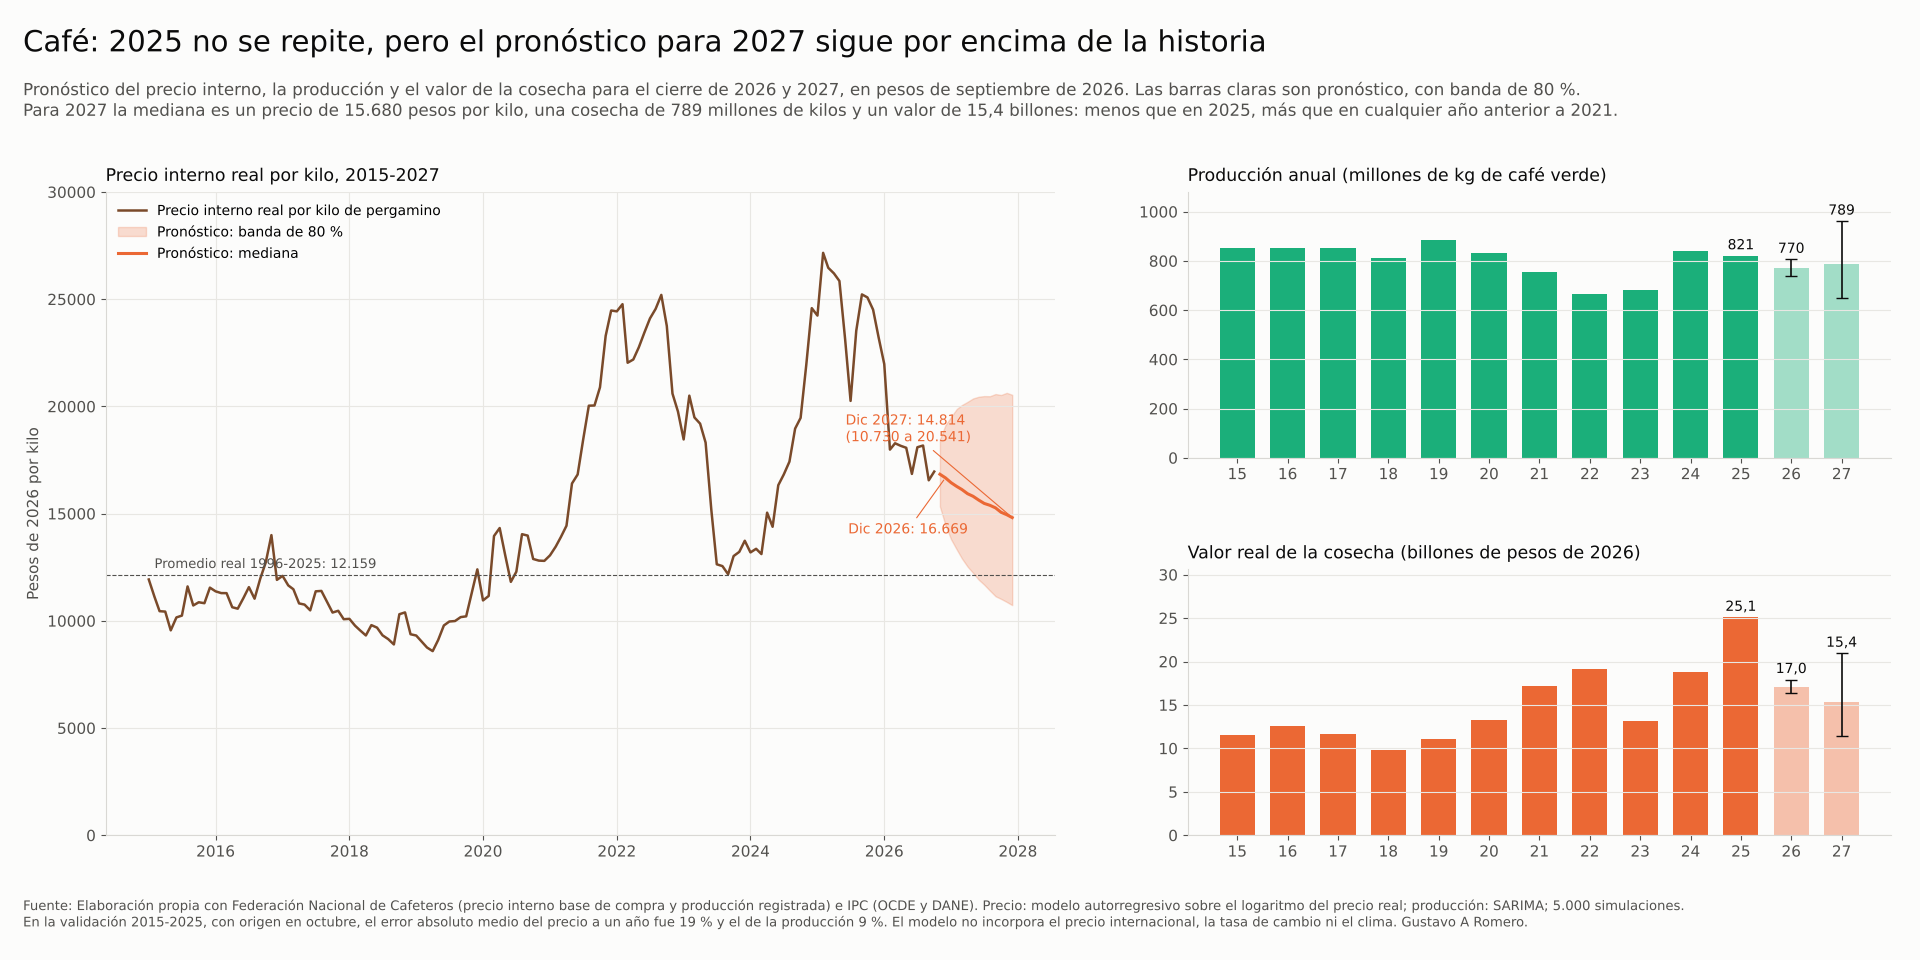 Café: 2025 no se repite, pero el pronóstico para 2027 sigue por encima de la historia
Pronóstico del precio interno, la producción y el valor de la cosecha para el cierre de 2026 y 2027, en pesos de septiembre de 2026. Las barras claras son pronóstico, con banda de 80 %.
Para 2027 la mediana es un precio de 15.680 pesos por kilo, una cosecha de 789 millones de kilos y un valor de 15,4 billones: menos que en 2025, más que en cualquier año anterior a 2021.
Precio interno real por kilo, 2015-2027
Pesos de 2026 por kilo
30000
25000
20000
15000
10000
5000
0
Precio interno real por kilo de pergamino
Pronóstico: banda de 80 %
Pronóstico: mediana
Dic 2027: 14.814
(10.730 a 20.541)
Dic 2026: 16.669
Promedio real 1996-2025: 12.159
2016 2018 2020 2022 2024 2026 2028
Producción anual (millones de kg de café verde)
1000
800
600
400
200
0
821 770 789
15 16 17 18 19 20 21 22 23 24 25 26 27
Valor real de la cosecha (billones de pesos de 2026)
30
25
20
15
10
5
0
25,1 17,0 15,4
15 16 17 18 19 20 21 22 23 24 25 26 27
Fuente: Elaboración propia con Federación Nacional de Cafeteros (precio interno base de compra y producción registrada) e IPC (OCDE y DANE). Precio: modelo autorregresivo sobre el logaritmo del precio real; producción: SARIMA; 5.000 simulaciones.
En la validación 2015-2025, con origen en octubre, el error absoluto medio del precio a un año fue 19 % y el de la producción 9 %. El modelo no incorpora el precio internacional, la tasa de cambio ni el clima. Gustavo A Romero.